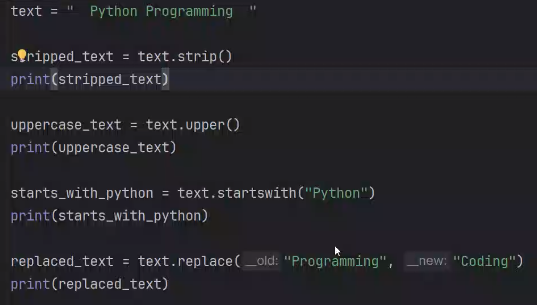 text = "  Python Programming  "
stripped_text = text.strip()
print(stripped_text)
uppercase_text = text.upper()
print(uppercase_text)
starts_with_python = text.startswith("Python")
print(starts_with_python)
replaced_text = text.replace( __old: "Programming", __new: "Coding")
print(replaced_text)